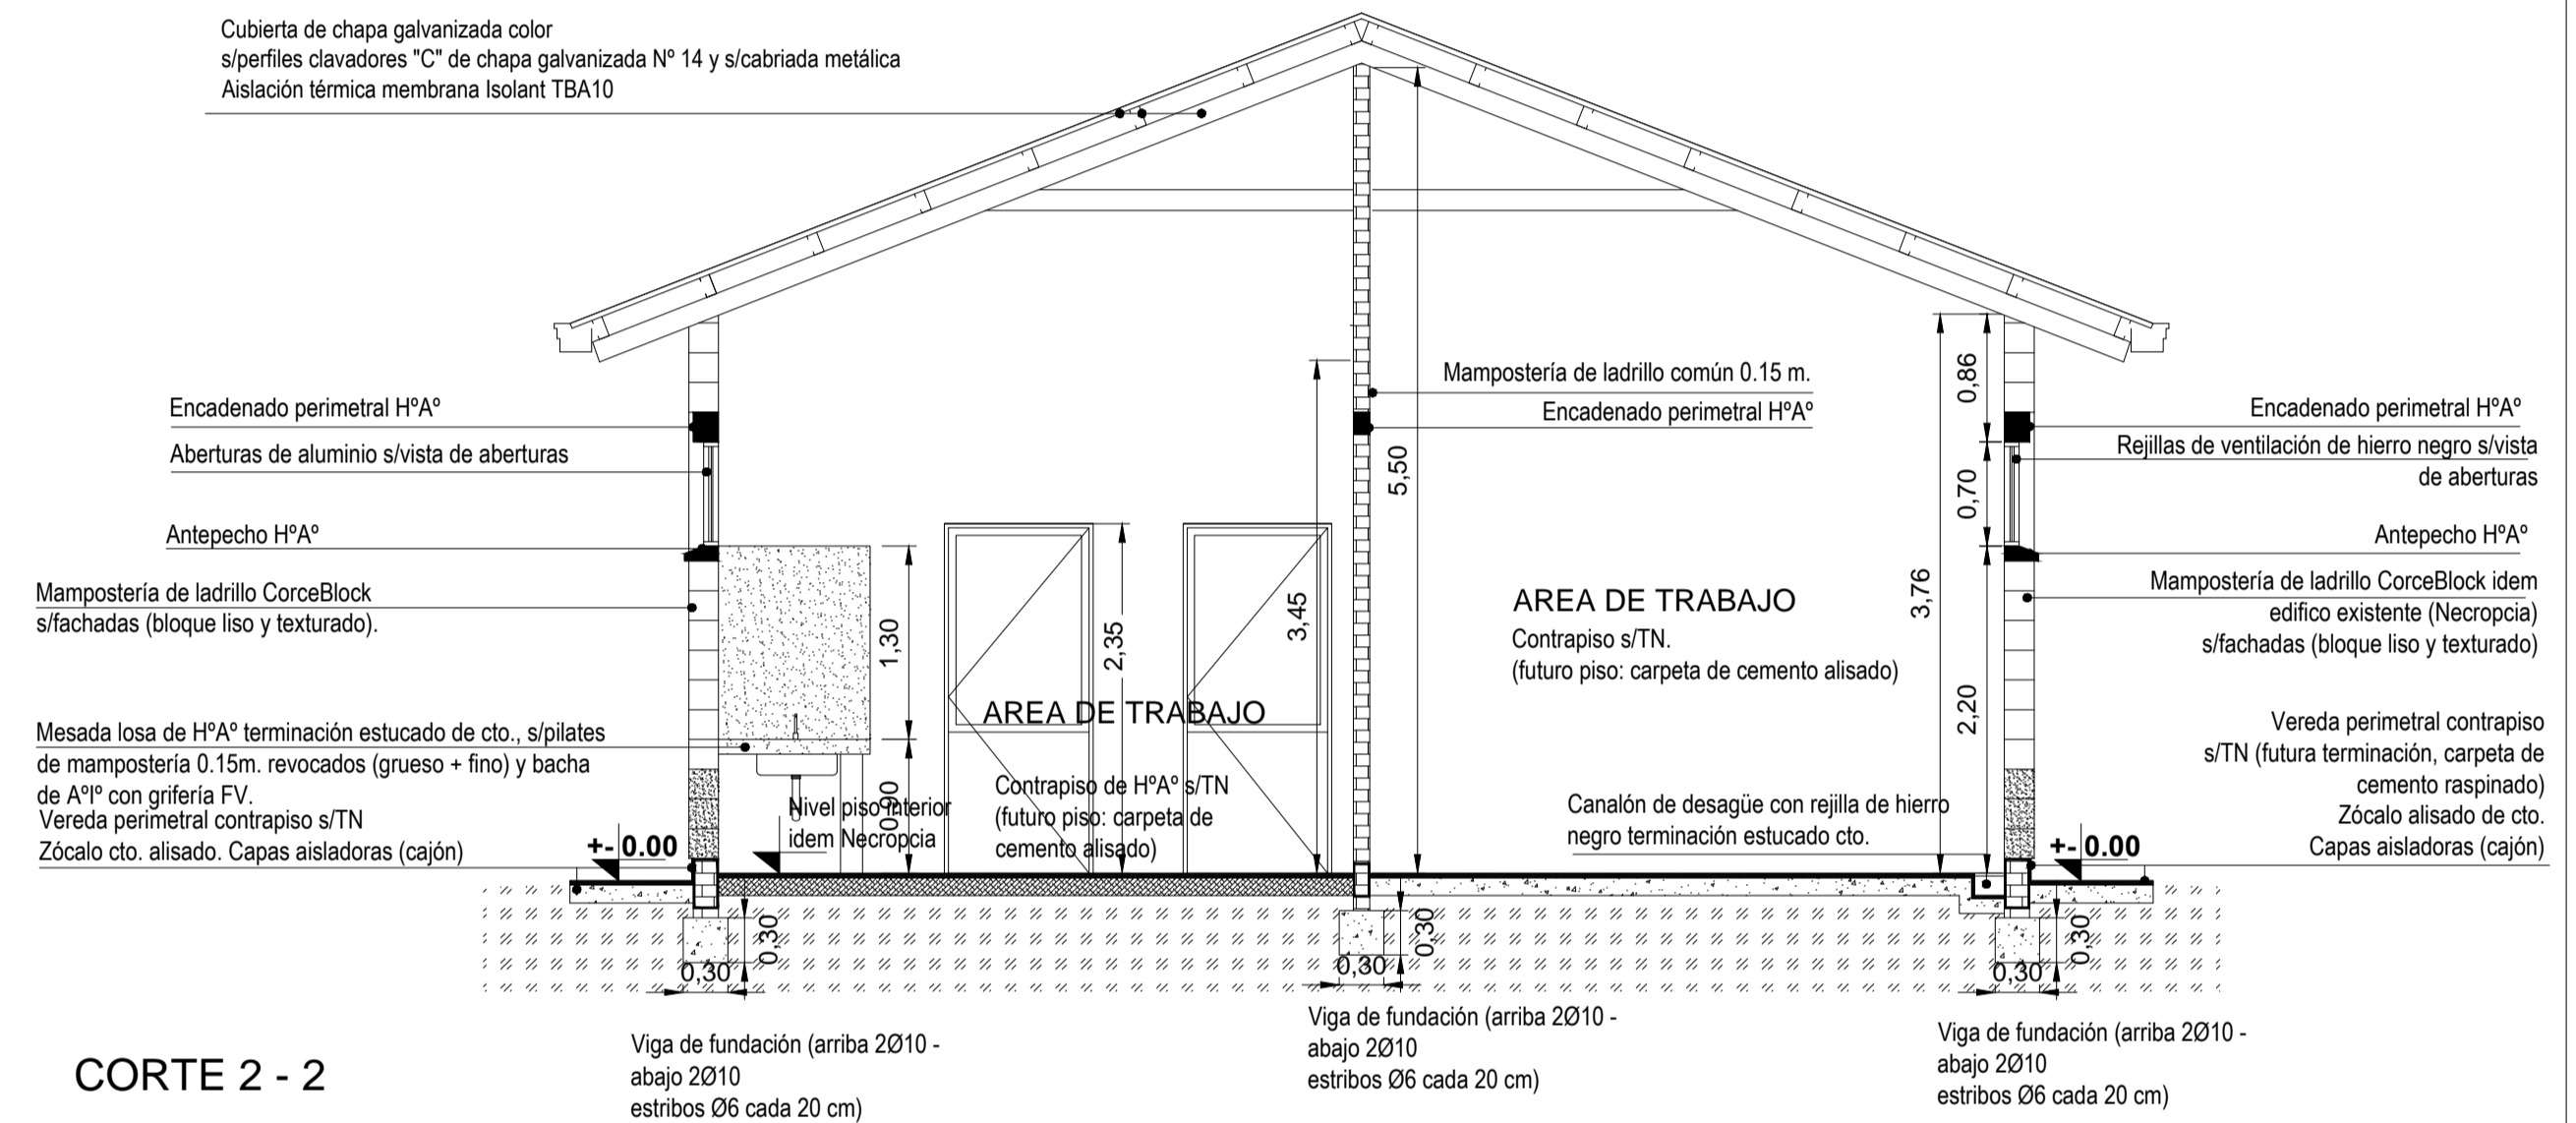 Cubierta de chapa galvanizada color
s/perfiles clavadores "C" de chapa galvanizada Nº 14 y s/cabriada metálica
Aislación térmica membrana Isolant TBA10
Encadenado perimetral HºAº
Aberturas de aluminio s/vista de aberturas
Antepecho HºAº
Mampostería de ladrillo CorceBlock
s/fachadas (bloque liso y texturado).
Mesada losa de HºAº terminación estucado de cto., s/pilates
de mampostería 0.15m. revocados (grueso + fino) y bacha
de AºIº con grifería FV.
Vereda perimetral contrapiso s/TN
Zócalo cto. alisado. Capas aisladoras (cajón)
+- 0.00
1,30
0,90
Nivel piso interior
idem Necropcia
2,35
AREA DE TRABAJO
Contrapiso de HºAº s/TN
(futuro piso: carpeta de
cemento alisado)
3,45
5,50
Mampostería de ladrillo común 0.15 m.
Encadenado perimetral HºAº
AREA DE TRABAJO
Contrapiso s/TN.
(futuro piso: carpeta de cemento alisado)
Canalón de desagüe con rejilla de hierro
negro terminación estucado cto.
3,76
0,86
0,70
2,20
Encadenado perimetral HºAº
Rejillas de ventilación de hierro negro s/vista
de aberturas
Antepecho HºAº
Mampostería de ladrillo CorceBlock idem
edifico existente (Necropcia)
s/fachadas (bloque liso y texturado)
Vereda perimetral contrapiso
s/TN (futura terminación, carpeta de
cemento raspinado)
Zócalo alisado de cto.
Capas aisladoras (cajón)
+- 0.00
0,30
0,30
0,30
0,30
0,30
0,30
Viga de fundación (arriba 2Ø10 -
abajo 2Ø10
estribos Ø6 cada 20 cm)
Viga de fundación (arriba 2Ø10 -
abajo 2Ø10
estribos Ø6 cada 20 cm)
Viga de fundación (arriba 2Ø10 -
abajo 2Ø10
estribos Ø6 cada 20 cm)
CORTE 2 - 2